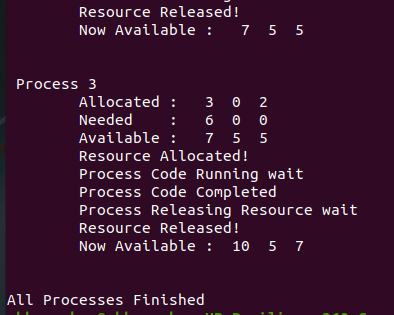 Resource Released!
Now Available :   7  5  5
Process 3
Allocated :   3  0  2
Needed    :   6  0  0
Available :   7  5  5
Resource Allocated!
Process Code Running wait
Process Code Completed
Process Releasing Resource wait
Resource Released!
Now Available :  10  5  7
All Processes Finished